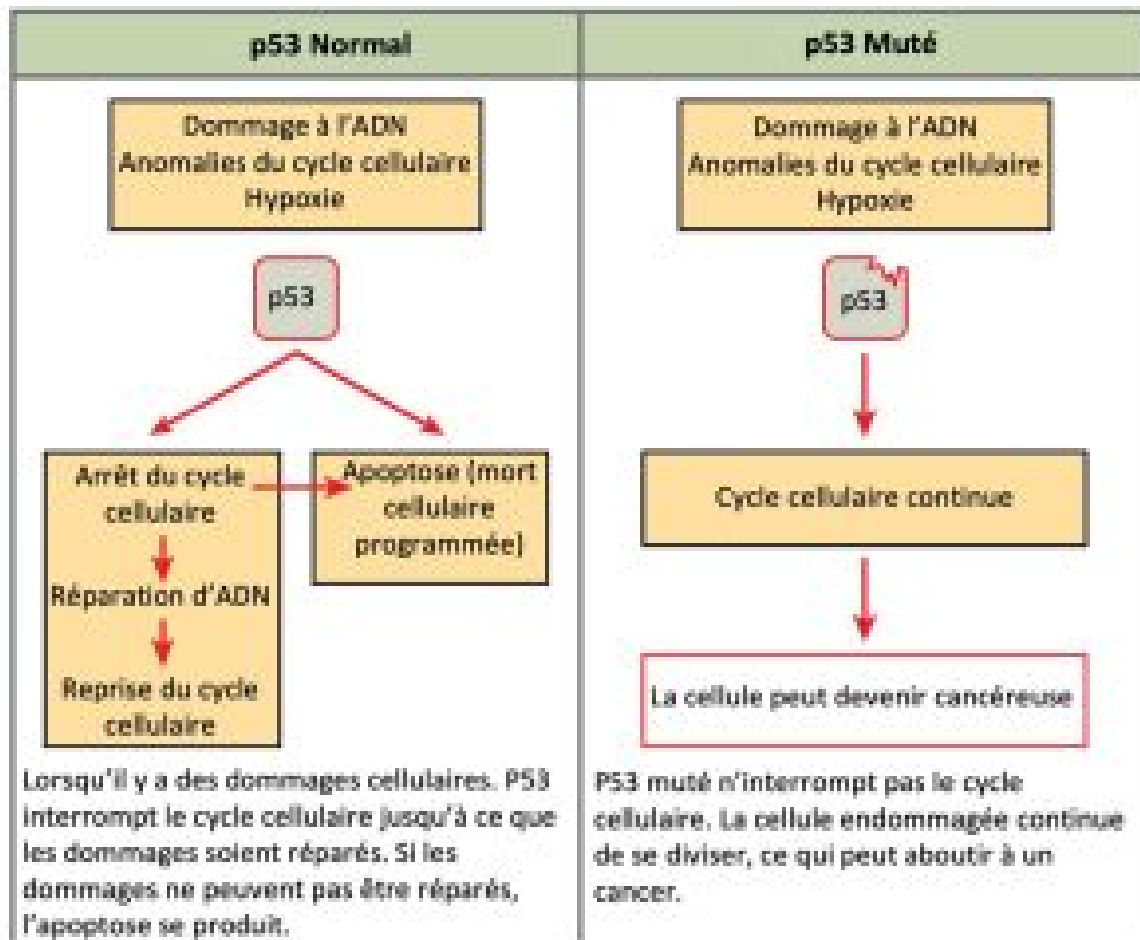 p53 Normal
Dommage à l'ADN
Anomalies du cycle cellulaire
Hypoxie
p53
Arrêt du cycle
cellulaire
Réparation d'ADN
Reprise du cycle
cellulaire
Apoptose (mort
cellulaire
programmée)
Lorsqu'il y a des dommages cellulaires. P53
interrompt le cycle cellulaire jusqu'à ce que
les dommages soient réparés. Si les
dommages ne peuvent pas être réparés,
l'apoptose se produit.
p53 Muté
Dommage à l'ADN
Anomalies du cycle cellulaire
Hypoxie
p53
Cycle cellulaire continue
La cellule peut devenir cancéreuse
P53 muté n'interrompt pas le cycle
cellulaire. La cellule endommagée continue
de se diviser, ce qui peut aboutir à un
cancer.